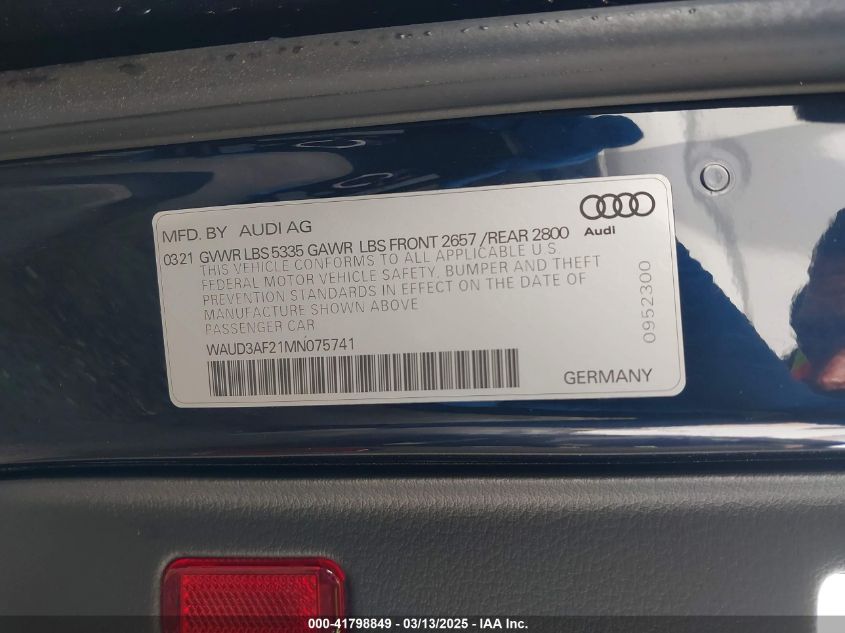 MFD. BY AUDI AG
Audi
03 21 GVWR LBS 5335 GAWR LBS FRONT 2657 /REAR 2800
THIS VEHICLE CONFORMS TO ALL APPLICABLE U.S.
FEDERAL MOTOR VEHICLE SAFETY, BUMPER AND THEFT
PREVENTION STANDARDS IN EFFECT ON THE DATE OF
MANUFACTURE SHOWN ABOVE
PASSENGER CAR
WAUD3AF21MN075741
GERMANY
0952300
000-41798849 - 03/13/2025 - IAA Inc.